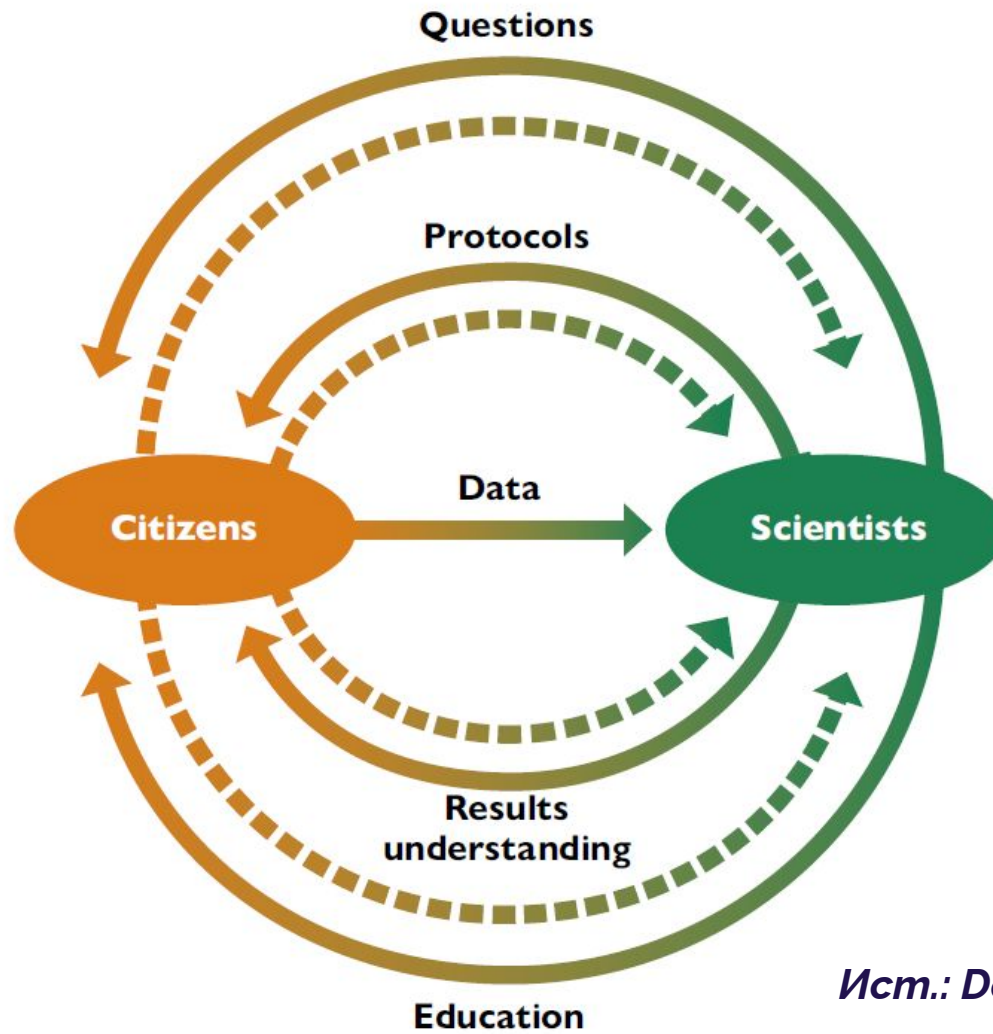 Questions
Protocols
Data
Citizens
Scientists
Results
understanding
Education
Ист.: